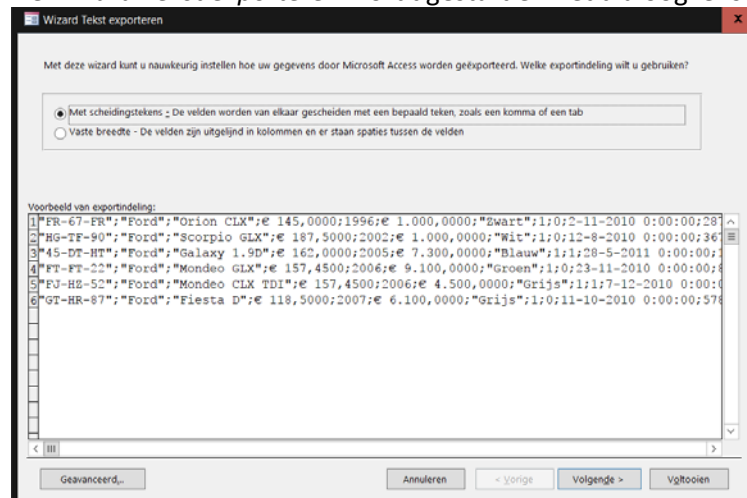 Wizard Tekst exporteren
Met deze wizard kunt u nauwkeurig instellen hoe uw gegevens door Microsoft Access worden geëxporteerd. Welke exportindeling wilt u gebruiken?
Met scheidingstekens - De velden worden van elkaar gescheiden met een bepaald teken, zoals een komma of een tab
Vaste breedte - De velden zijn uitgelijnd in kolommen en er staan spaties tussen de velden
Voorbeeld van exportindeling:
1 "FR-67-FR";"Ford";"Orion CLX";€ 145,0000;1996;€ 1.000,0000;"Zwart";1;0;2-11-2010 0:00:00;287
2 "HG-TF-90";"Ford";"Scorpio GLX";€ 187,5000;2002;€ 1.000,0000;"Wit";1;0;12-8-2010 0:00:00;367
3 "45-DT-HT";"Ford";"Galaxy 1.9D";€ 162,0000;2005;€ 7.300,0000;"Blauw";1;1;28-5-2011 0:00:00;
4 "FT-FT-22";"Ford";"Mondeo GLX";€ 157,4500;2006;€ 9.100,0000;"Groen";1;0;23-11-2010 0:00:00;
5 "FJ-HZ-52";"Ford";"Mondeo CLX TDI";€ 157,4500;2006;€ 4.500,0000;"Grijs";1;1;7-12-2010 0:00:
6 "GT-HR-87";"Ford";"Fiesta D";€ 118,5000;2007;€ 6.100,0000;"Grijs";1;0;11-10-2010 0:00:00;578
Geavanceerd... Annuleren < Vorige Volgende > Voltooien